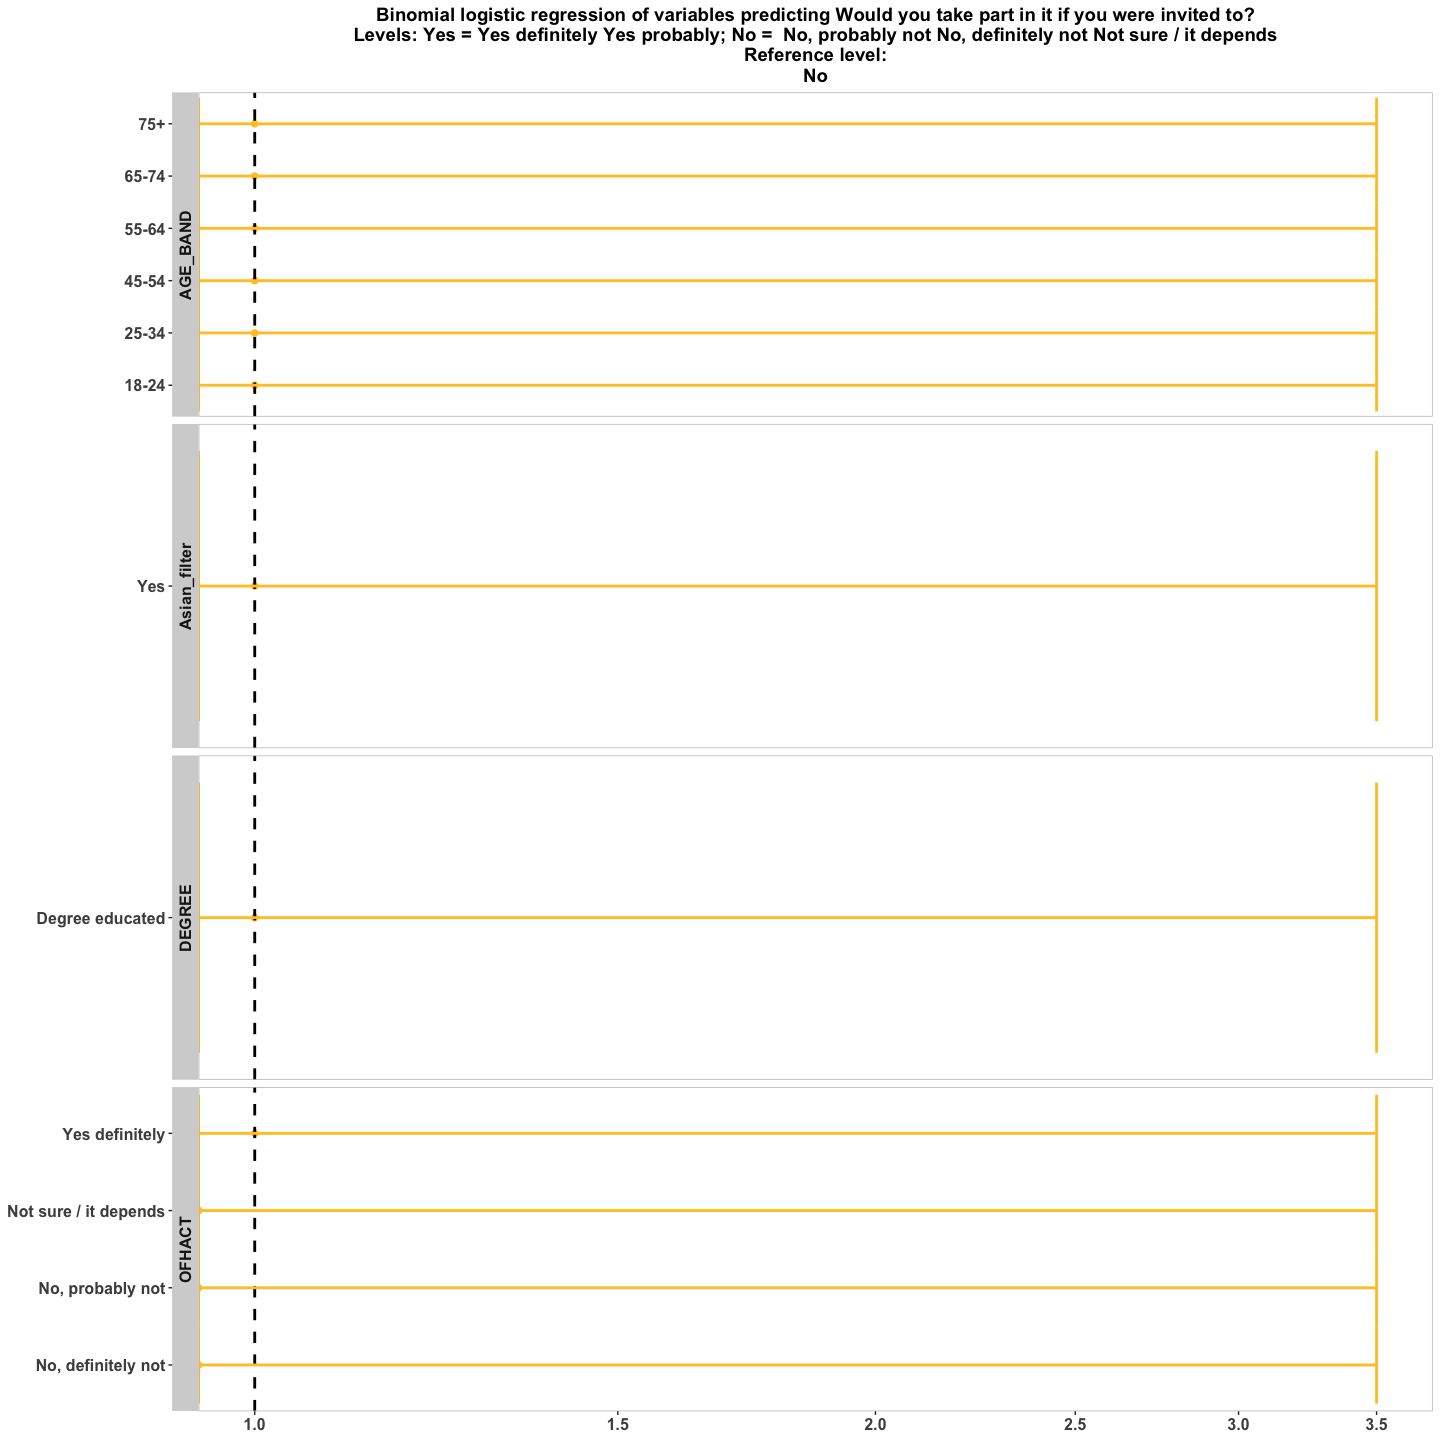 Binomial logistic regression of variables predicting Would you take part in it if you were invited to?
Levels: Yes = Yes definitely Yes probably; No =  No, probably not No, definitely not Not sure / it depends
Reference level:
No
AGE_BAND
75+
65-74
55-64
45-54
25-34
18-24
Asian_filter
Yes
DEGREE
Degree educated
OFHACT
Yes definitely
Not sure / it depends
No, probably not
No, definitely not
1.0 1.5 2.0 2.5 3.0 3.5